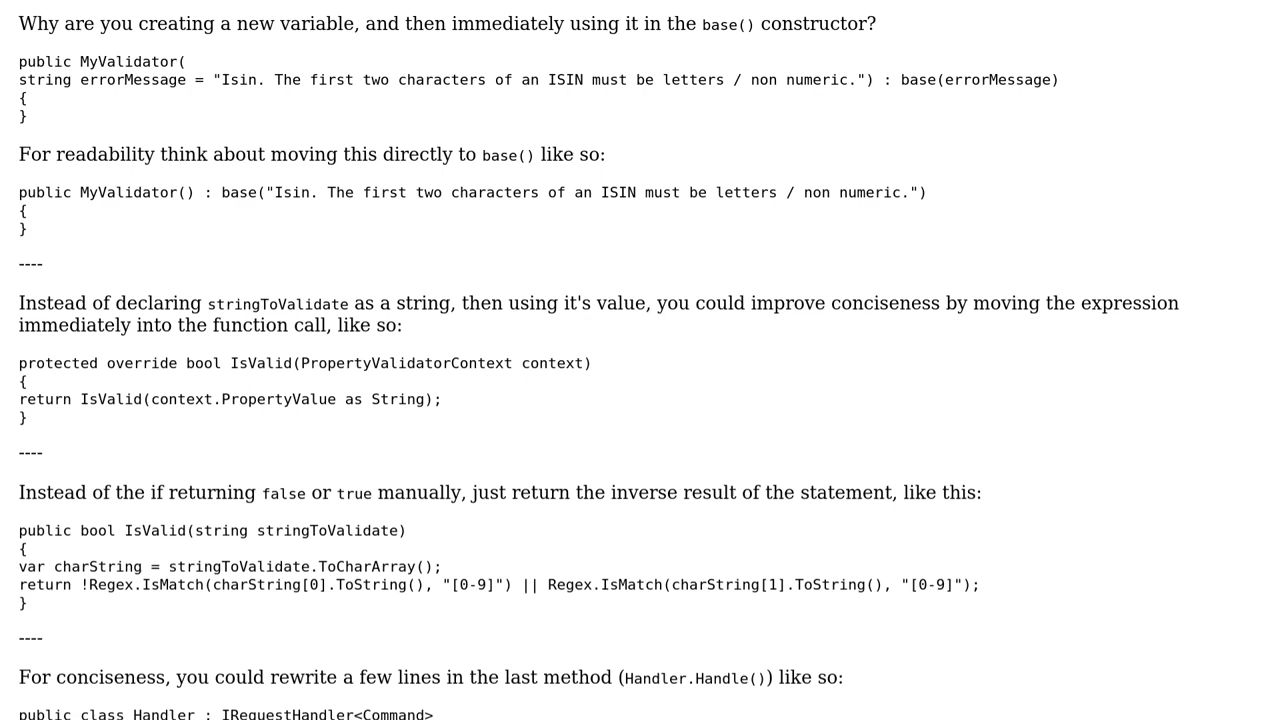 Why are you creating a new variable, and then immediately using it in the base() constructor?
public MyValidator(
string errorMessage = "Isin. The first two characters of an ISIN must be letters / non numeric.") : base(errorMessage)
{
}
For readability think about moving this directly to base() like so:
public MyValidator() : base("Isin. The first two characters of an ISIN must be letters / non numeric.")
{
}
----
Instead of declaring stringToValidate as a string, then using it's value, you could improve conciseness by moving the expression
immediately into the function call, like so:
protected override bool IsValid(PropertyValidatorContext context)
{
return IsValid(context.PropertyValue as String);
}
----
Instead of the if returning false or true manually, just return the inverse result of the statement, like this:
public bool IsValid(string stringToValidate)
{
var charString = stringToValidate.ToCharArray();
return !Regex.IsMatch(charString[0].ToString(), "[0-9]") || Regex.IsMatch(charString[1].ToString(), "[0-9]");
}
----
For conciseness, you could rewrite a few lines in the last method (Handler.Handle()) like so:
public class Handler : IRequestHandler<Command>